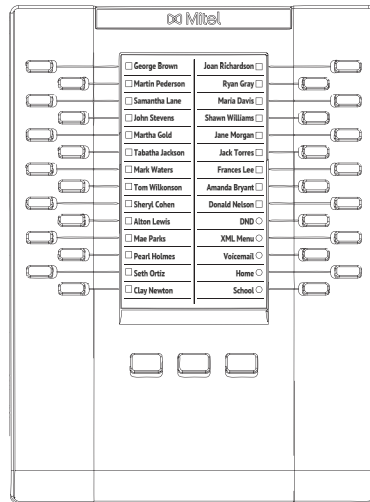 Mitel
George Brown Joan Richardson
Martin Pederson Ryan Gray
Samantha Lane Maria Davis
John Stevens Shawn Williams
Martha Gold Jane Morgan
Tabatha Jackson Jack Torres
Mark Waters Frances Lee
Tom Wilkonson Amanda Bryant
Sheryl Cohen Donald Nelson
Alton Lewis DND
Mae Parks XML Menu
Pearl Holmes Voicemail
Seth Ortiz Home
Clay Newton School